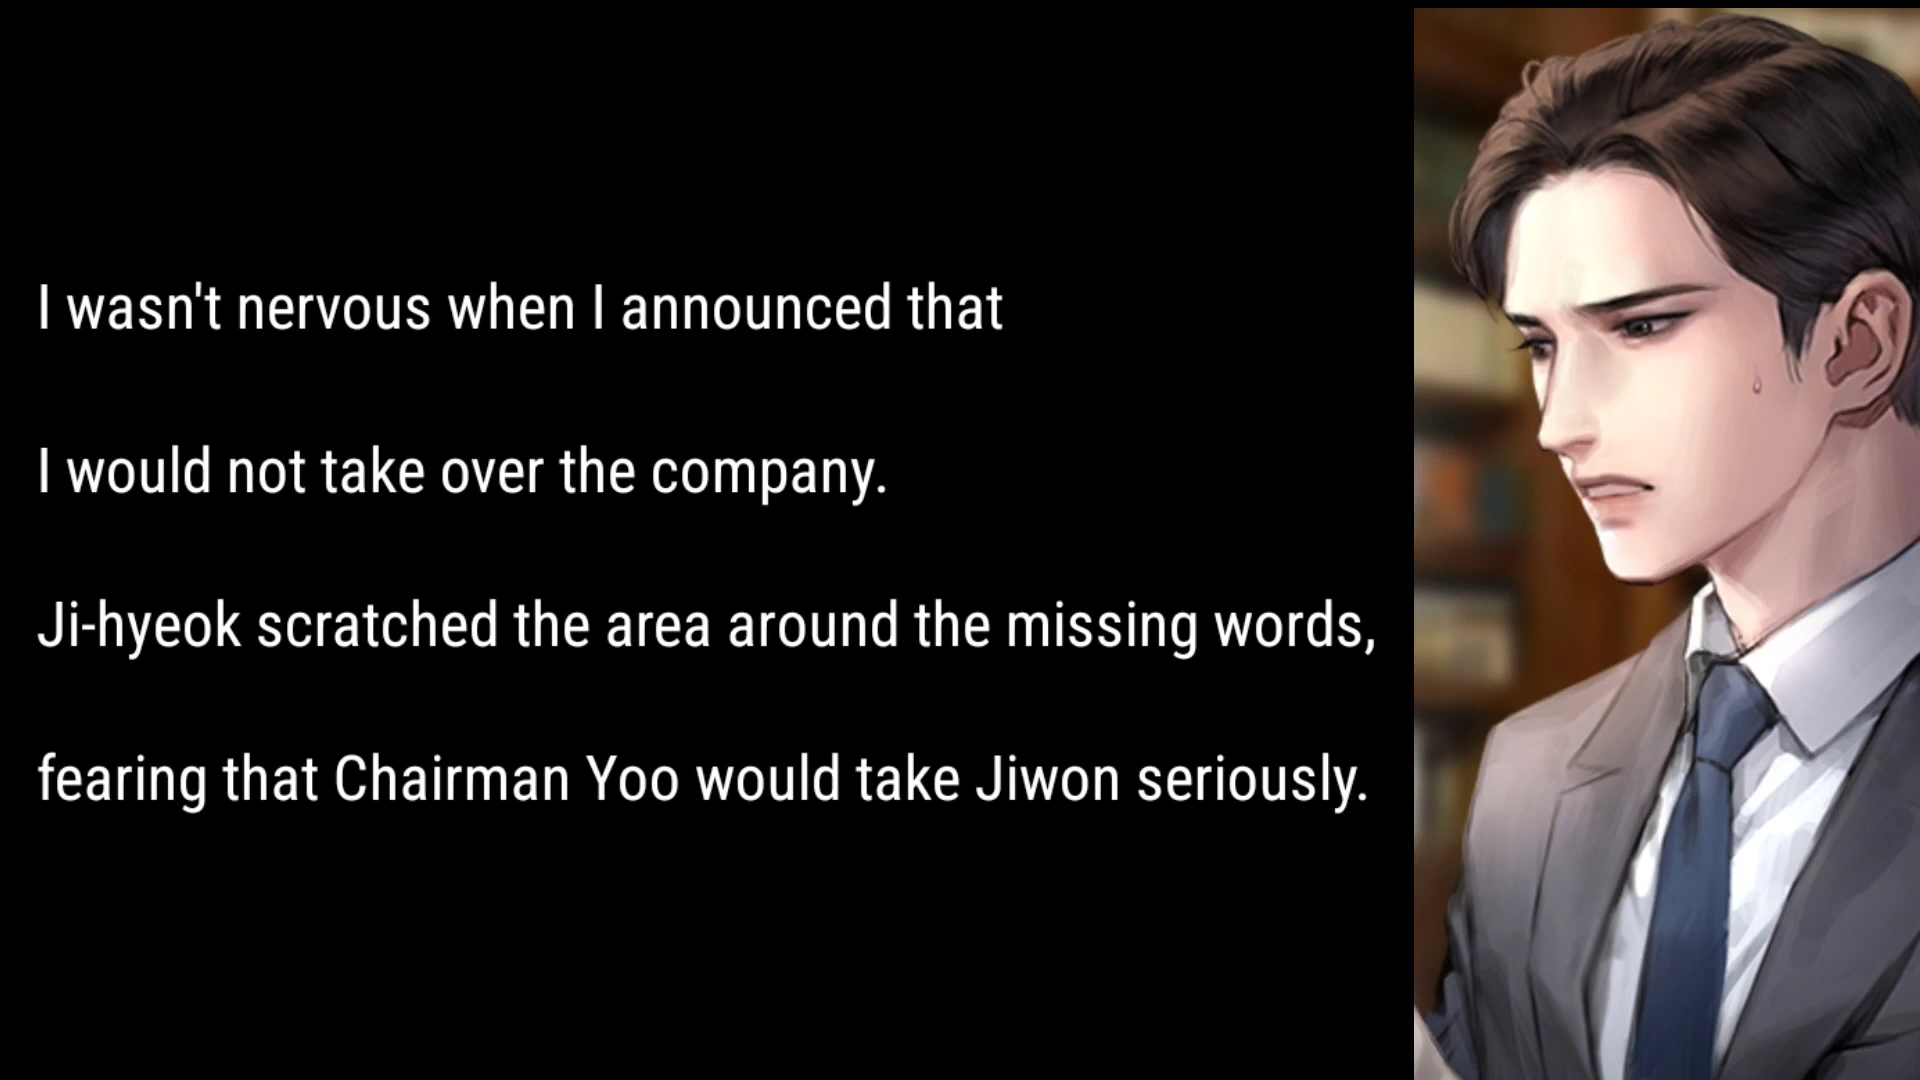 I wasn't nervous when I announced that
I would not take over the company.
Ji-hyeok scratched the area around the missing words,
fearing that Chairman Yoo would take Jiwon seriously.